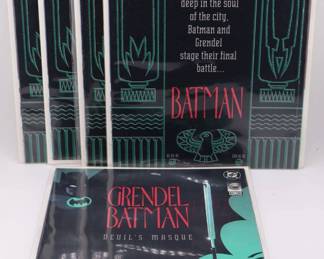 deep in the soul
of the city,
Batman and
Grendel
stage their final
battle...
BATMAN
GRENDEL
BATMAN
DEVIL'S MASQUE
DC